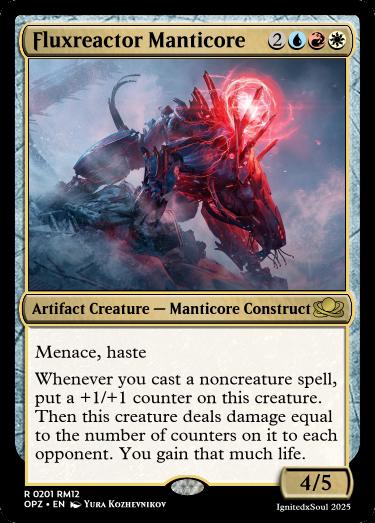 Fluxreactor Manticore 2
Artifact Creature — Manticore Construct
Menace, haste
Whenever you cast a noncreature spell,
put a +1/+1 counter on this creature.
Then this creature deals damage equal
to the number of counters on it to each
opponent. You gain that much life.
4/5
R 0201 RM12
OPZ • EN Yura Kozhevnikov
IgnitedxSoul 2025